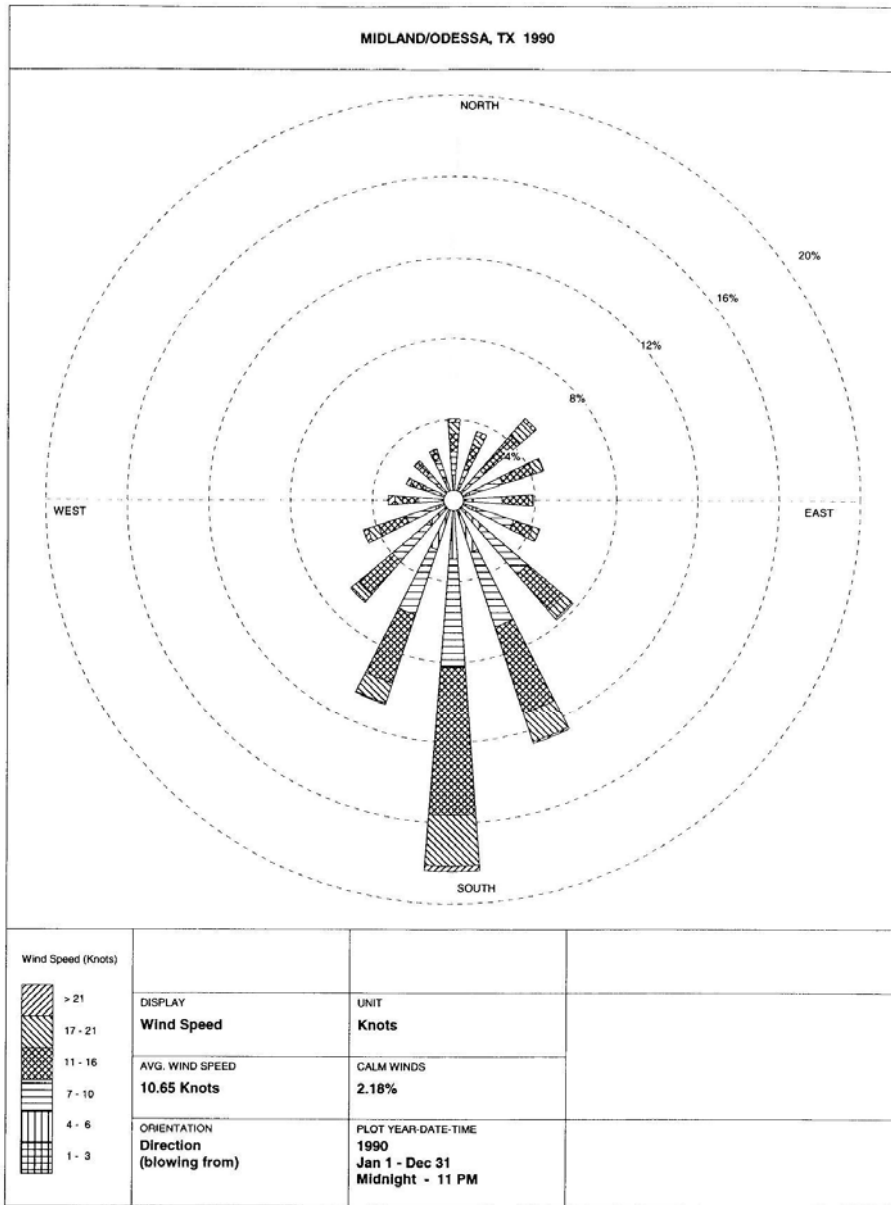 MIDLAND/ODESSA, TX 1990
NORTH
20%
16%
12%
8%
4%
WEST
EAST
SOUTH
Wind Speed (Knots)
> 21
17 - 21
11 - 16
7 - 10
4 - 6
1 - 3
DISPLAY
Wind Speed
UNIT
Knots
AVG. WIND SPEED
10.65 Knots
CALM WINDS
2.18%
ORIENTATION
Direction
(blowing from)
PLOT YEAR-DATE-TIME
1990
Jan 1 - Dec 31
Midnight - 11 PM